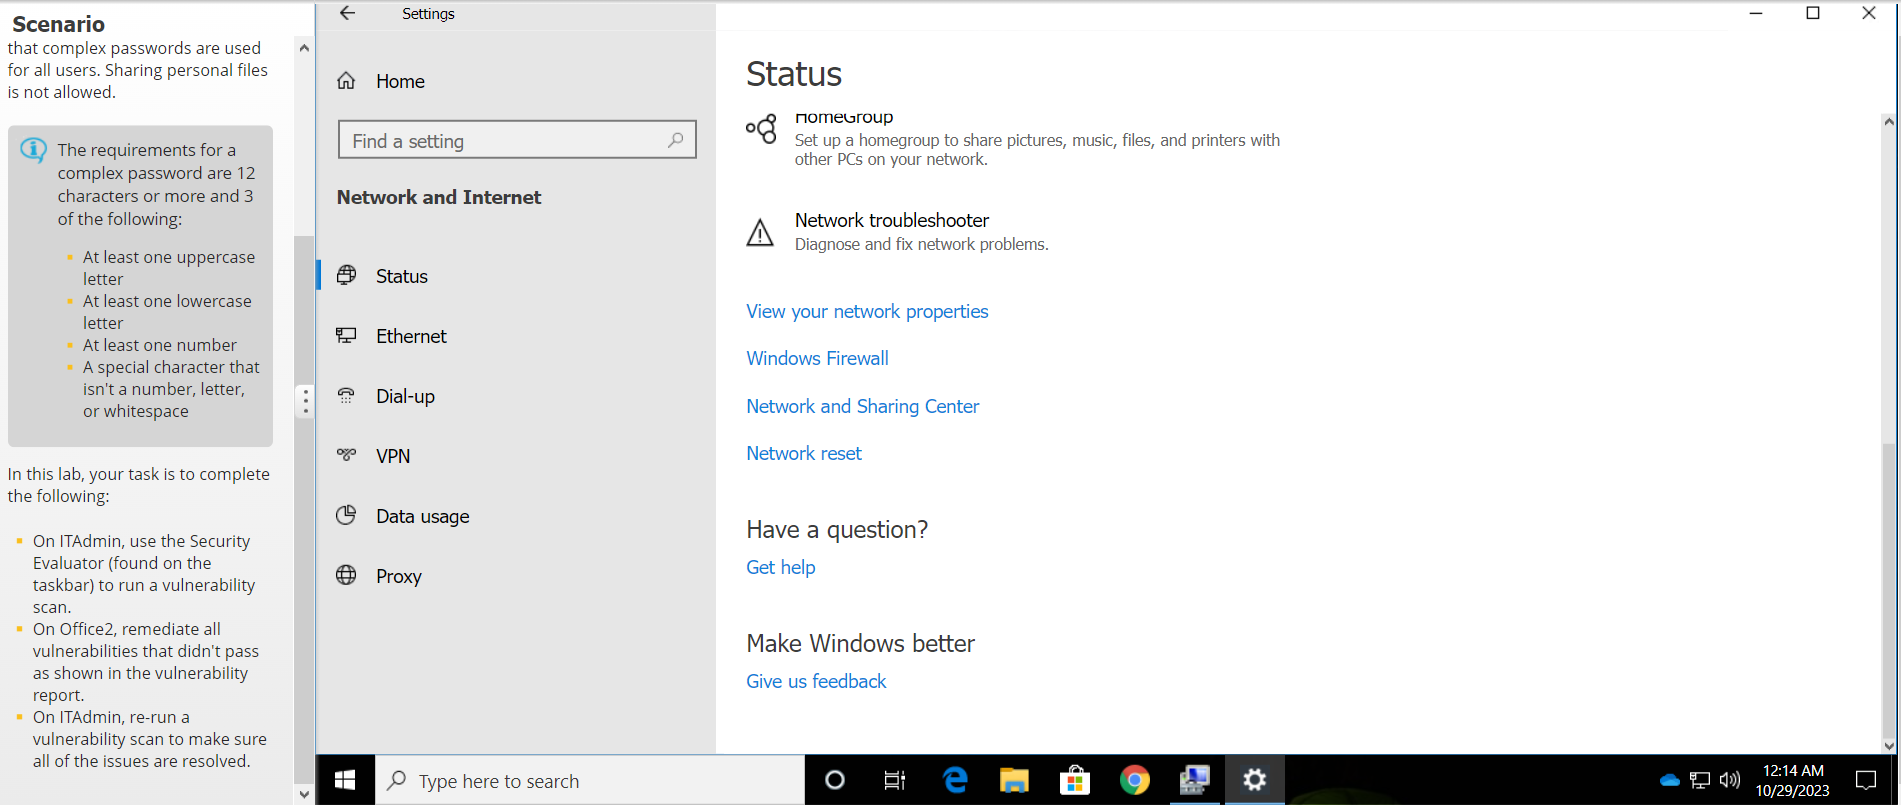 Scenario
that complex passwords are used
for all users. Sharing personal files
is not allowed.
The requirements for a
complex password are 12
characters or more and 3
of the following:
At least one uppercase
letter
At least one lowercase
letter
At least one number
A special character that
isn't a number, letter,
or whitespace
In this lab, your task is to complete
the following:
On ITAdmin, use the Security
Evaluator (found on the
taskbar) to run a vulnerability
scan.
On Office2, remediate all
vulnerabilities that didn't pass
as shown in the vulnerability
report.
On ITAdmin, re-run a
vulnerability scan to make sure
all of the issues are resolved.
Settings
Home
Find a setting
Network and Internet
Status
Ethernet
Dial-up
VPN
Data usage
Proxy
Status
HomeGroup
Set up a homegroup to share pictures, music, files, and printers with
other PCs on your network.
Network troubleshooter
Diagnose and fix network problems.
View your network properties
Windows Firewall
Network and Sharing Center
Network reset
Have a question?
Get help
Make Windows better
Give us feedback
Type here to search
12:14 AM
10/29/2023